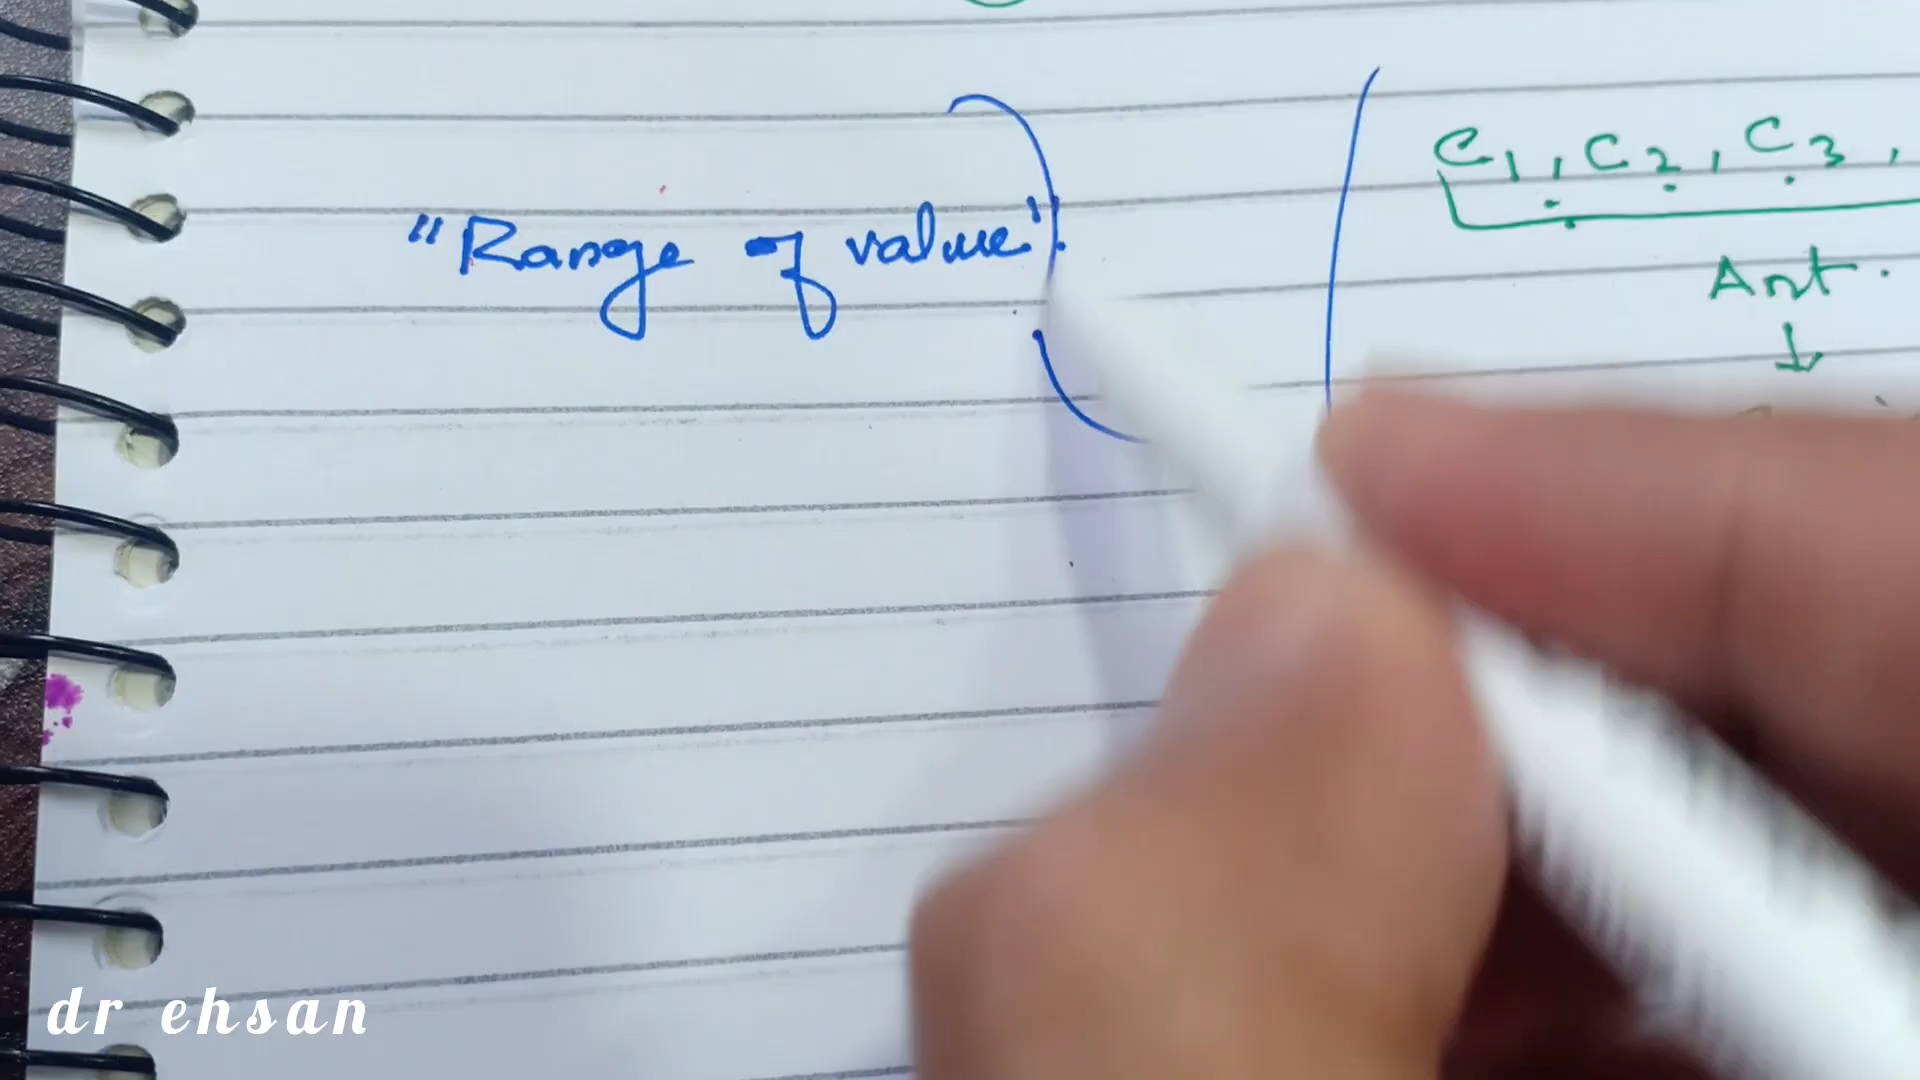 "Range of value".
C1, C2, C3,
Ant.
dr ehsan